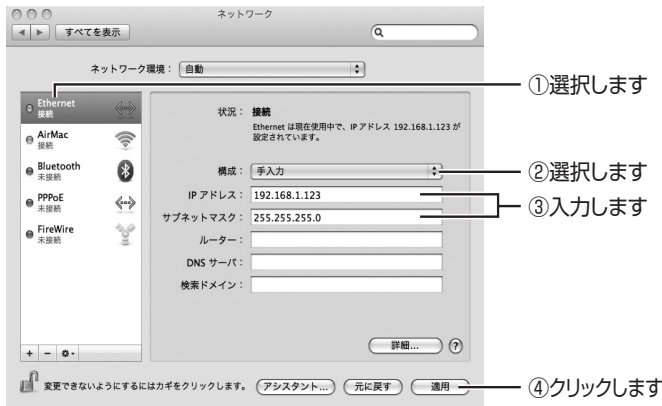 ネットワーク
すべてを表示
ネットワーク環境： 自動
①選択します
Ethernet
接続
AirMac
接続
Bluetooth
未接続
PPPoE
未接続
FireWire
未接続
状況： 接続
Ethernet は現在使用中で、IP アドレス 192.168.1.123 が
設定されています。
構成： 手入力
②選択します
IP アドレス： 192.168.1.123
サブネットマスク： 255.255.255.0
③入力します
ルーター：
DNS サーバ：
検索ドメイン：
詳細... ?
+ −
変更できないようにするにはカギをクリックします。 アシスタント... 元に戻す 適用
④クリックします